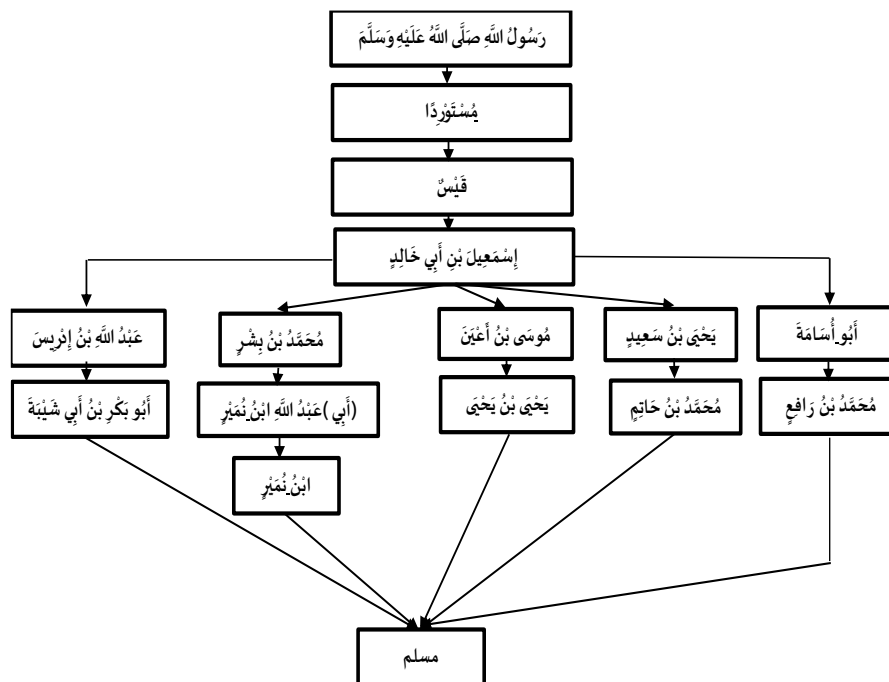 رَسُولُ اللَّهِ صَلَّى اللَّهُ عَلَيْهِ وَسَلَّمَ
مُسْتَوْرِدًا
قَيْسٌ
إِسْمَعِيلَ بْنِ أَبِي خَالِدٍ
أَبُو أُسَامَةَ
يَحْيَى بْنُ سَعِيدٍ
مُوسَى بْنُ أَعْيَنَ
مُحَمَّدُ بْنُ بِشْرٍ
عَبْدُ اللَّهِ بْنُ إِدْرِيسَ
مُحَمَّدُ بْنُ رَافِعٍ
مُحَمَّدُ بْنُ حَاتِمٍ
يَحْيَى بْنُ يَحْيَى
(أَبِي )عَبْدُ اللَّهِ ابْنُ نُمَيْرٍ
أَبُو بَكْرِ بْنُ أَبِي شَيْبَةَ
ابْنُ نُمَيْرٍ
مسلم